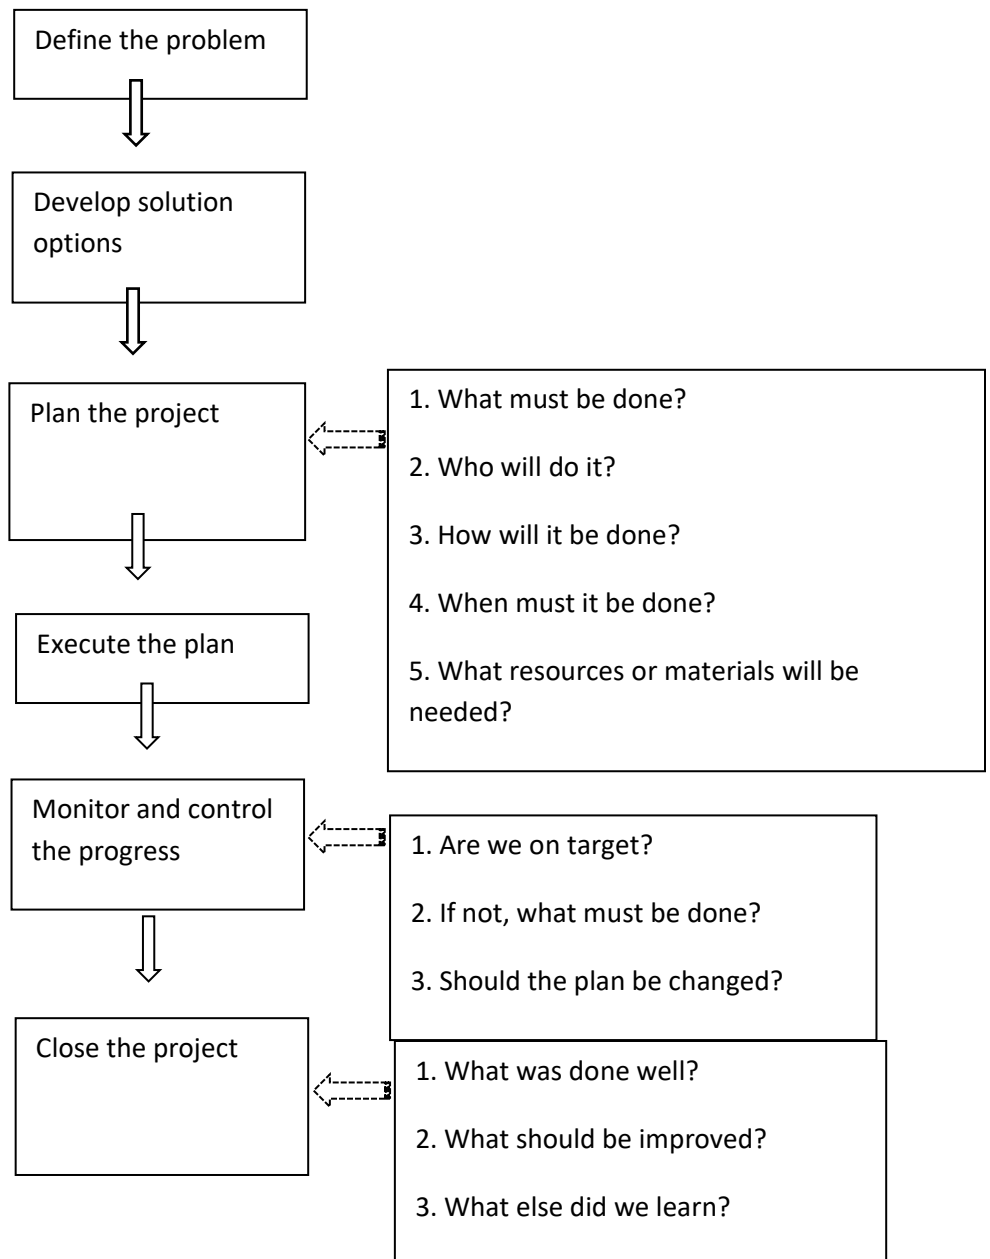 Define the problem
Develop solution
options
Plan the project
1. What must be done?
2. Who will do it?
3. How will it be done?
4. When must it be done?
5. What resources or materials will be
needed?
Execute the plan
Monitor and control
the progress
1. Are we on target?
2. If not, what must be done?
3. Should the plan be changed?
Close the project
1. What was done well?
2. What should be improved?
3. What else did we learn?